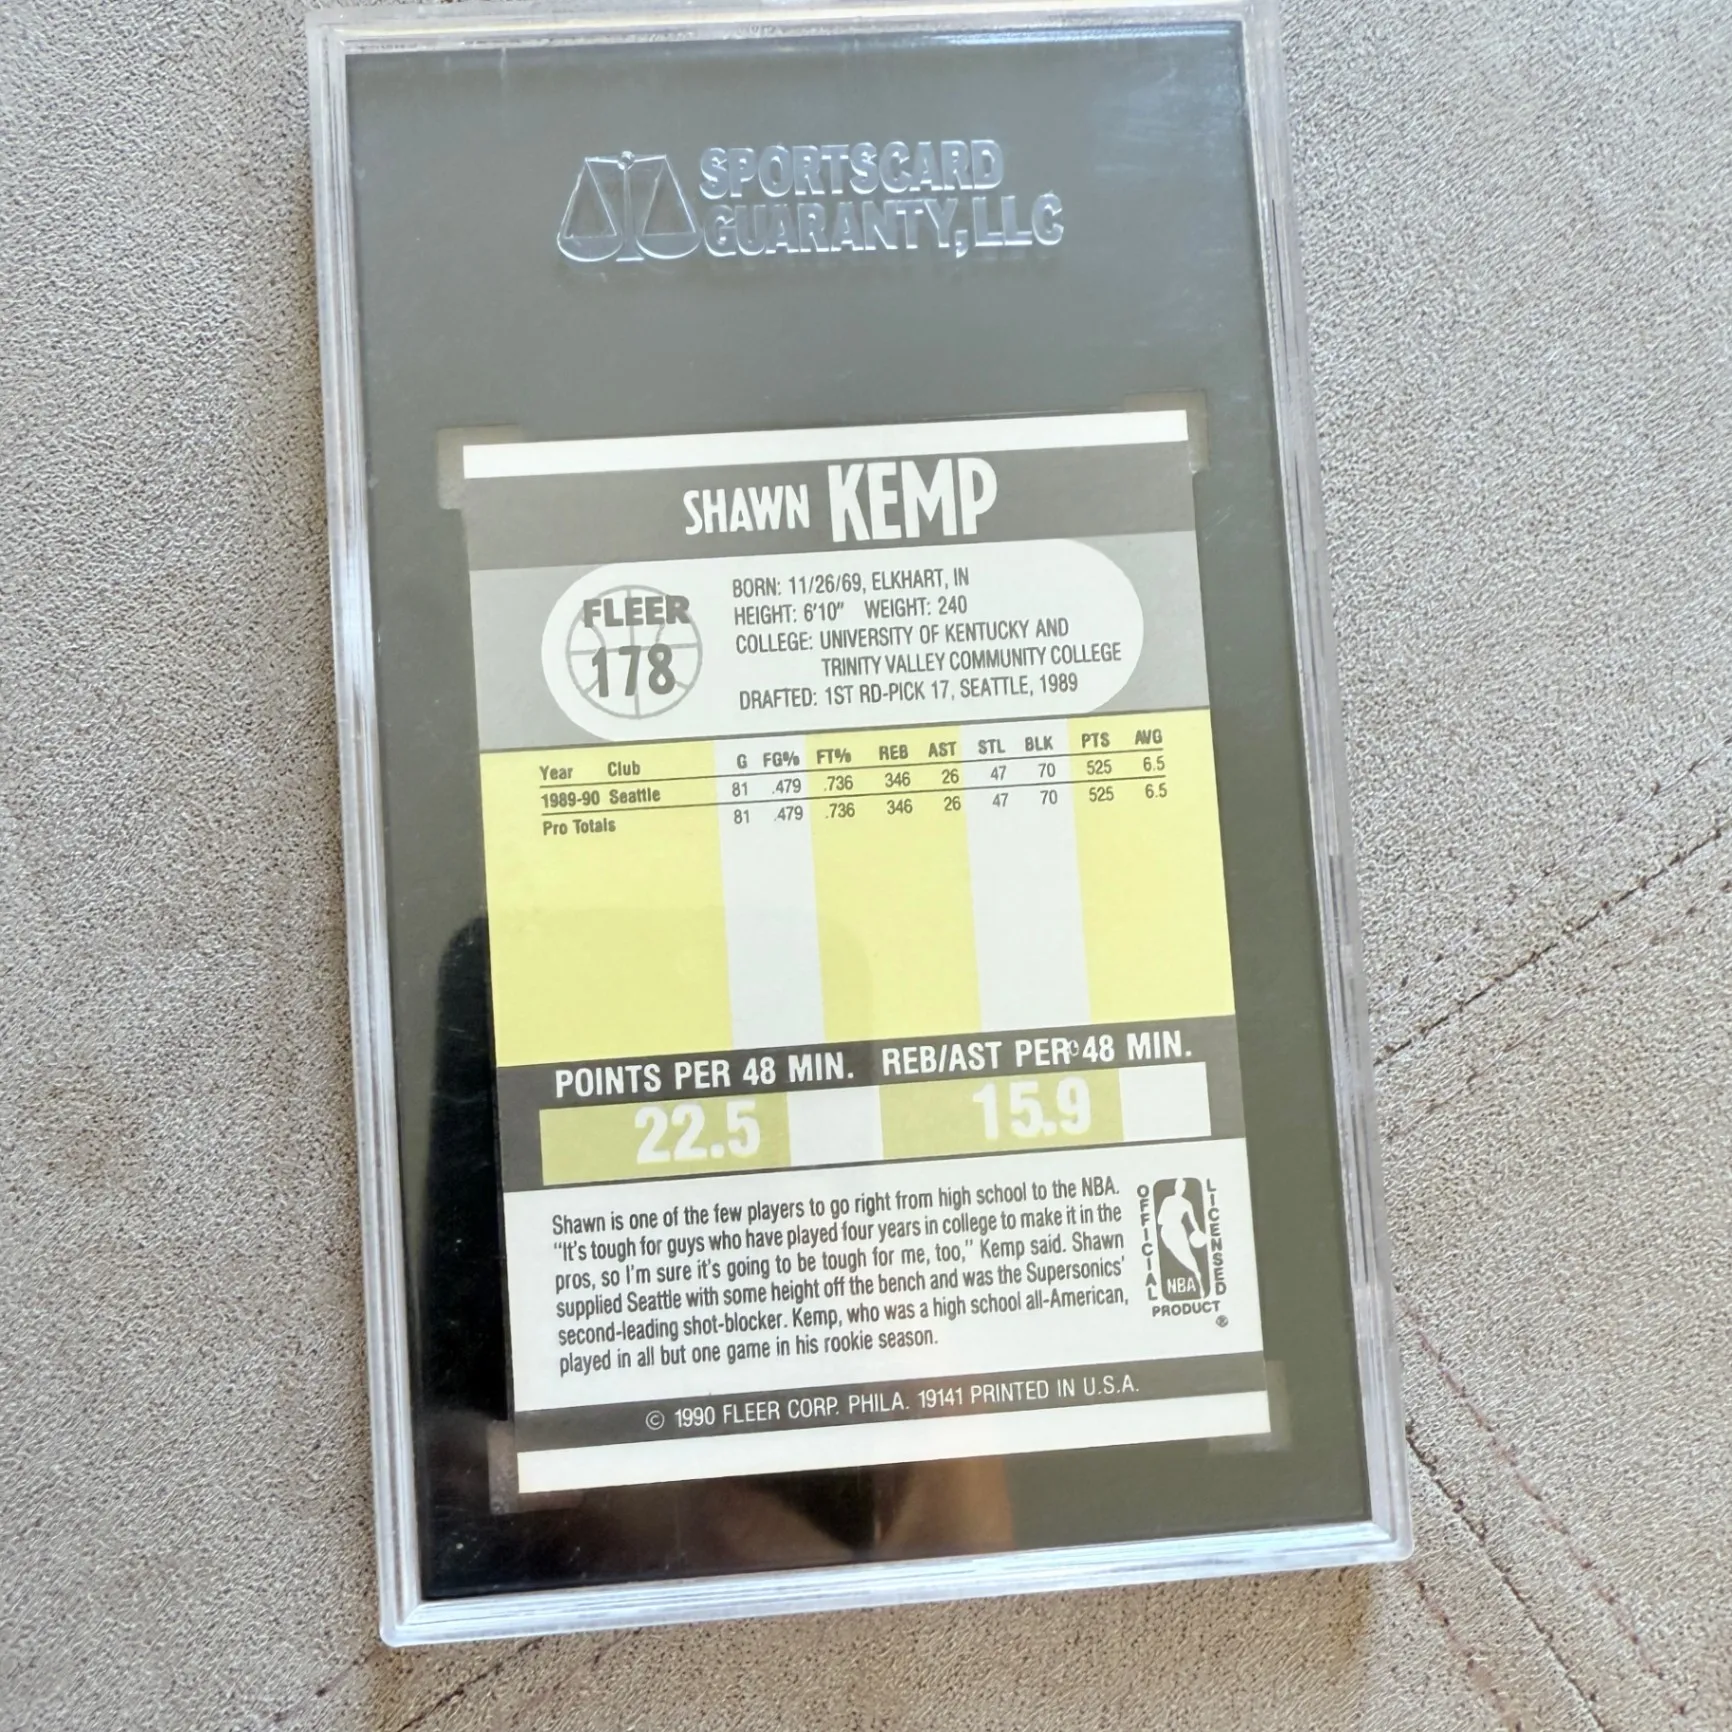 SPORTSCARD
GUARANTY, LLC
SHAWN KEMP
FLEER
178
BORN: 11/26/69, ELKHART, IN
HEIGHT: 6'10" WEIGHT: 240
COLLEGE: UNIVERSITY OF KENTUCKY AND
TRINITY VALLEY COMMUNITY COLLEGE
DRAFTED: 1ST RD-PICK 17, SEATTLE, 1989
Year Club G FG% FT% REB AST STL BLK PTS AVG
1989-90 Seattle 81 .479 .736 346 26 47 70 525 6.5
Pro Totals 81 .479 .736 346 26 47 70 525 6.5
POINTS PER 48 MIN. REB/AST PER 48 MIN.
22.5 15.9
Shawn is one of the few players to go right from high school to the NBA.
"It's tough for guys who have played four years in college to make it in the
pros, so I'm sure it's going to be tough for me, too," Kemp said. Shawn
supplied Seattle with some height off the bench and was the Supersonics'
second-leading shot-blocker. Kemp, who was a high school all-American,
played in all but one game in his rookie season.
OFFICIAL
LICENSED
NBA
PRODUCT
®
© 1990 FLEER CORP. PHILA. 19141 PRINTED IN U.S.A.